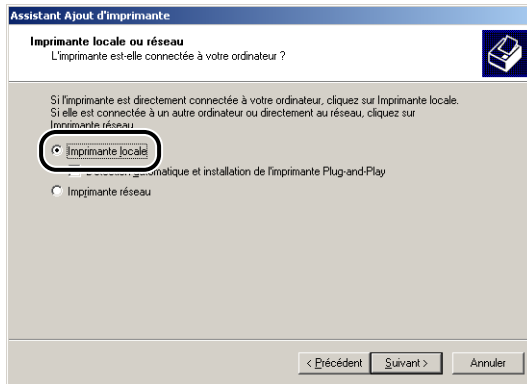 Assistant Ajout d'imprimante
Imprimante locale ou réseau
L'imprimante est-elle connectée à votre ordinateur ?
Si l'imprimante est directement connectée à votre ordinateur, cliquez sur Imprimante locale.
Si elle est connectée à un autre ordinateur ou directement au réseau, cliquez sur
Imprimante réseau.
Imprimante locale
Détection automatique et installation de l'imprimante Plug-and-Play
Imprimante réseau
< Précédent
Suivant >
Annuler